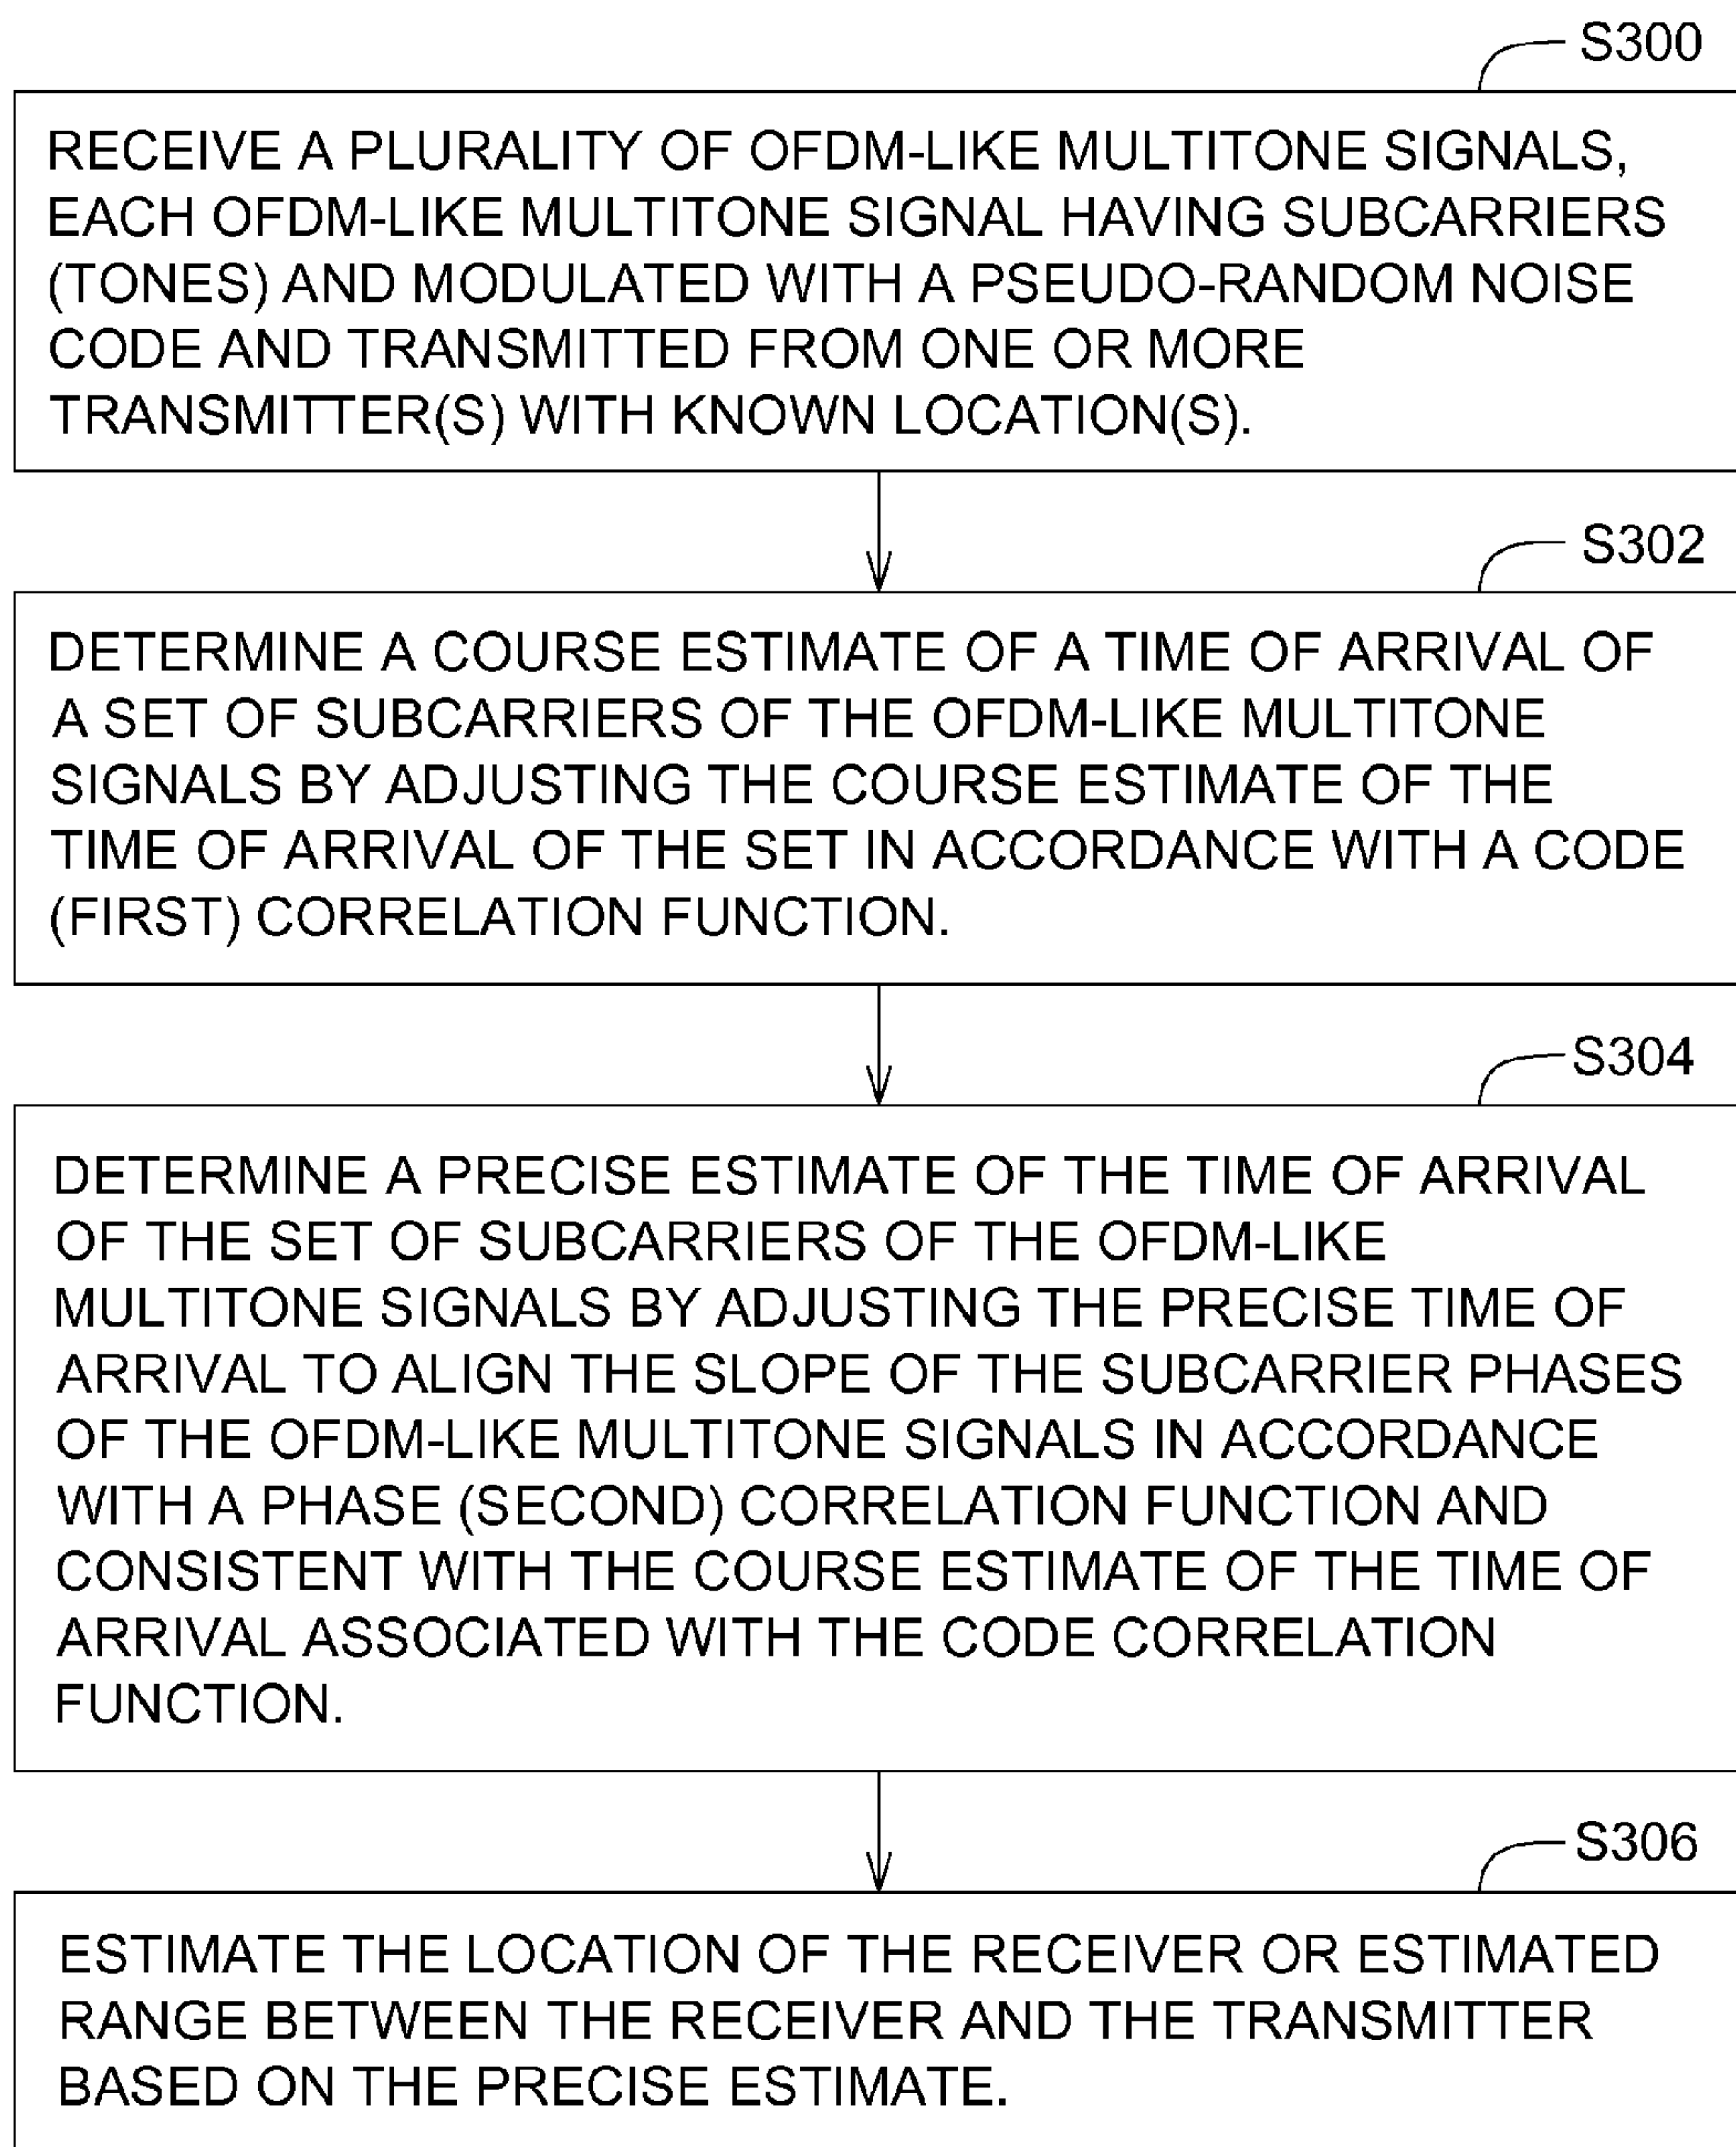 S300
RECEIVE A PLURALITY OF OFDM-LIKE MULTITONE SIGNALS,
EACH OFDM-LIKE MULTITONE SIGNAL HAVING SUBCARRIERS
(TONES) AND MODULATED WITH A PSEUDO-RANDOM NOISE
CODE AND TRANSMITTED FROM ONE OR MORE
TRANSMITTER(S) WITH KNOWN LOCATION(S).
S302
DETERMINE A COURSE ESTIMATE OF A TIME OF ARRIVAL OF
A SET OF SUBCARRIERS OF THE OFDM-LIKE MULTITONE
SIGNALS BY ADJUSTING THE COURSE ESTIMATE OF THE
TIME OF ARRIVAL OF THE SET IN ACCORDANCE WITH A CODE
(FIRST) CORRELATION FUNCTION.
S304
DETERMINE A PRECISE ESTIMATE OF THE TIME OF ARRIVAL
OF THE SET OF SUBCARRIERS OF THE OFDM-LIKE
MULTITONE SIGNALS BY ADJUSTING THE PRECISE TIME OF
ARRIVAL TO ALIGN THE SLOPE OF THE SUBCARRIER PHASES
OF THE OFDM-LIKE MULTITONE SIGNALS IN ACCORDANCE
WITH A PHASE (SECOND) CORRELATION FUNCTION AND
CONSISTENT WITH THE COURSE ESTIMATE OF THE TIME OF
ARRIVAL ASSOCIATED WITH THE CODE CORRELATION
FUNCTION.
S306
ESTIMATE THE LOCATION OF THE RECEIVER OR ESTIMATED
RANGE BETWEEN THE RECEIVER AND THE TRANSMITTER
BASED ON THE PRECISE ESTIMATE.